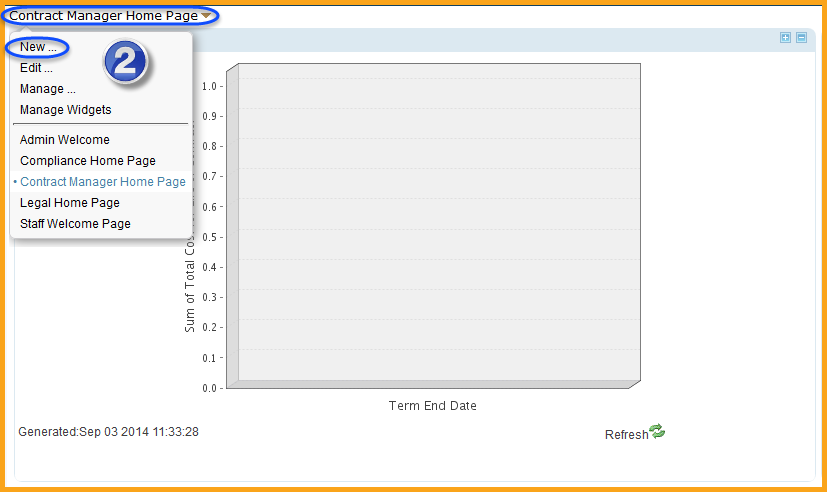 Contract Manager Home Page
New ...
2
Edit ...
Manage ...
Manage Widgets
Admin Welcome
Compliance Home Page
• Contract Manager Home Page
Legal Home Page
Staff Welcome Page
1.0
0.9
0.8
0.7
0.6
0.5
0.4
0.3
0.2
0.1
0.0
Sum of Total
Term End Date
Generated:Sep 03 2014 11:33:28
Refresh